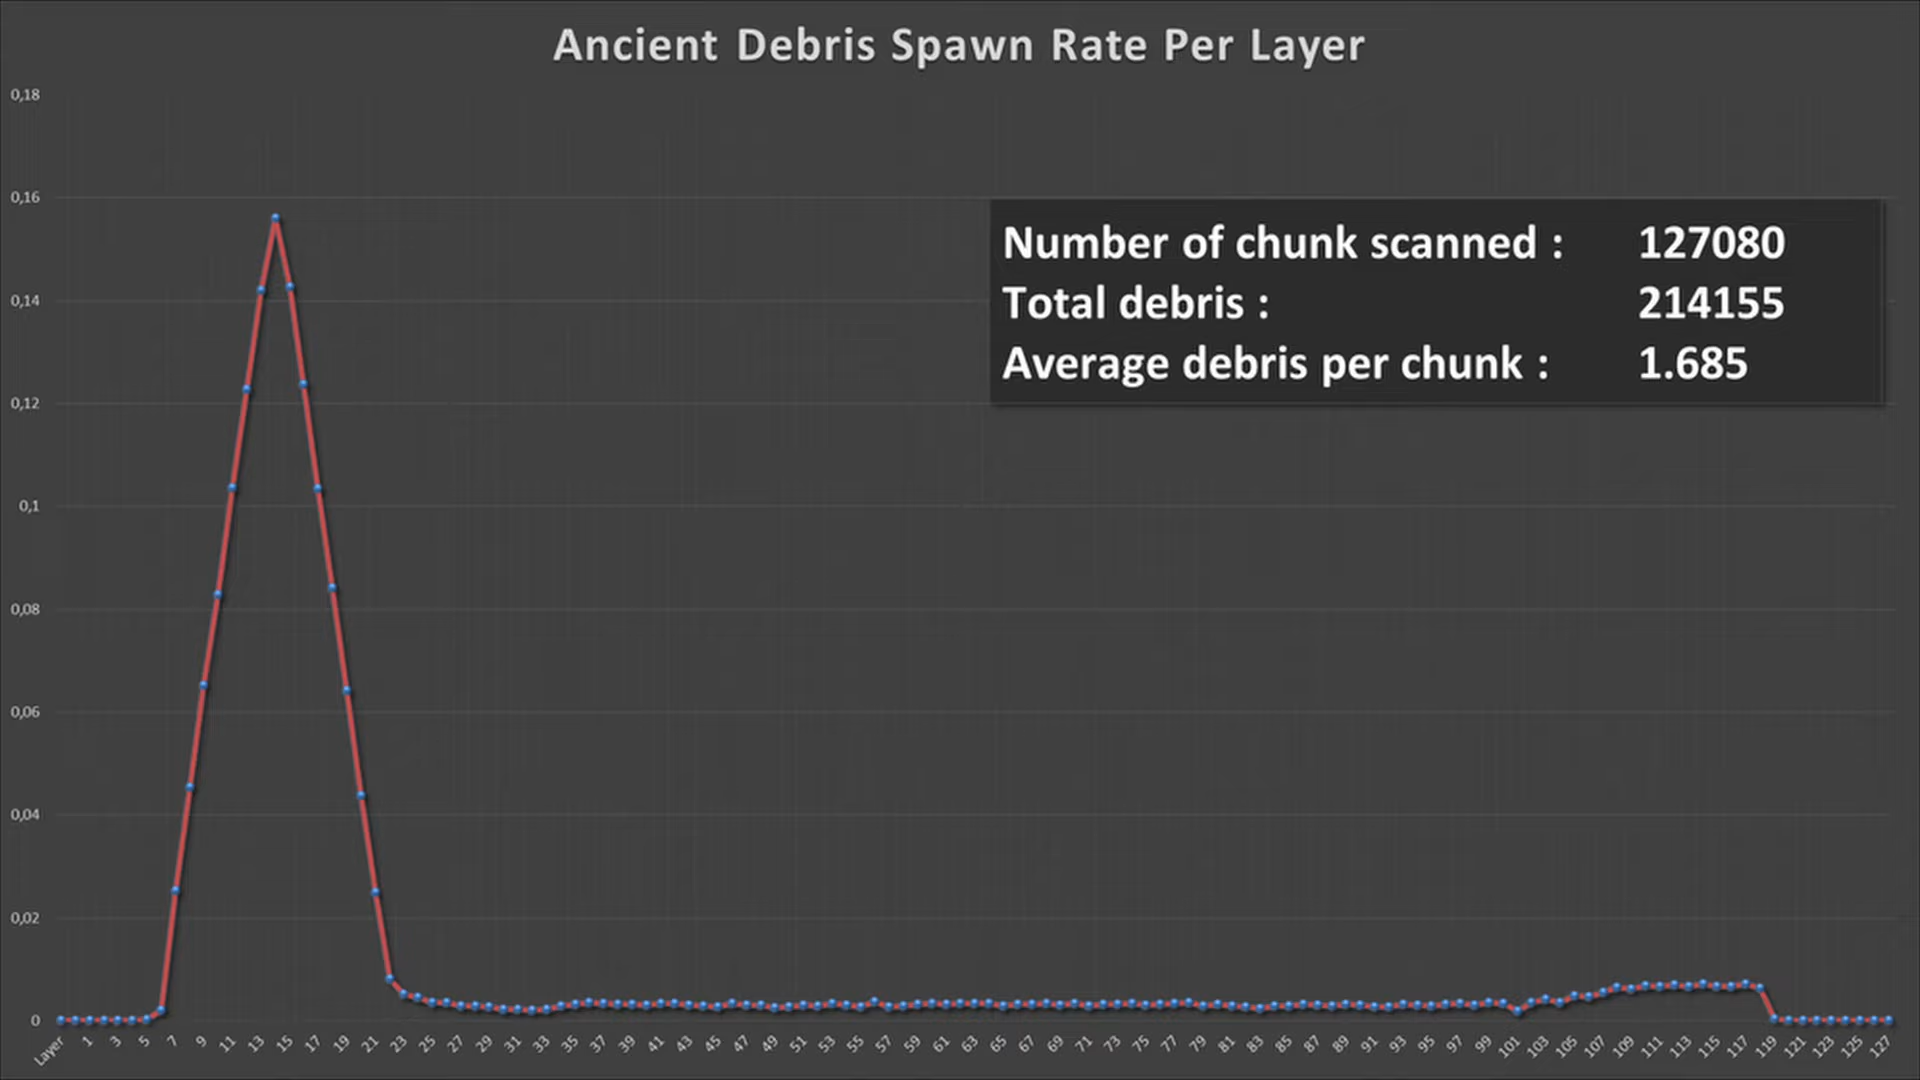 Ancient Debris Spawn Rate Per Layer
0,18
0,16
Number of chunk scanned : 127080
Total debris : 214155
Average debris per chunk : 1.685
0,14
0,12
0,1
0,08
0,06
0,04
0,02
0
Layer 1 3 5 7 9 11 13 15 17 19 21 23 25 27 29 31 33 35 37 39 41 43 45 47 49 51 53 55 57 59 61 63 65 67 69 71 73 75 77 79 81 83 85 87 89 91 93 95 97 99 101 103 105 107 109 111 113 115 117 119 121 123 125 127